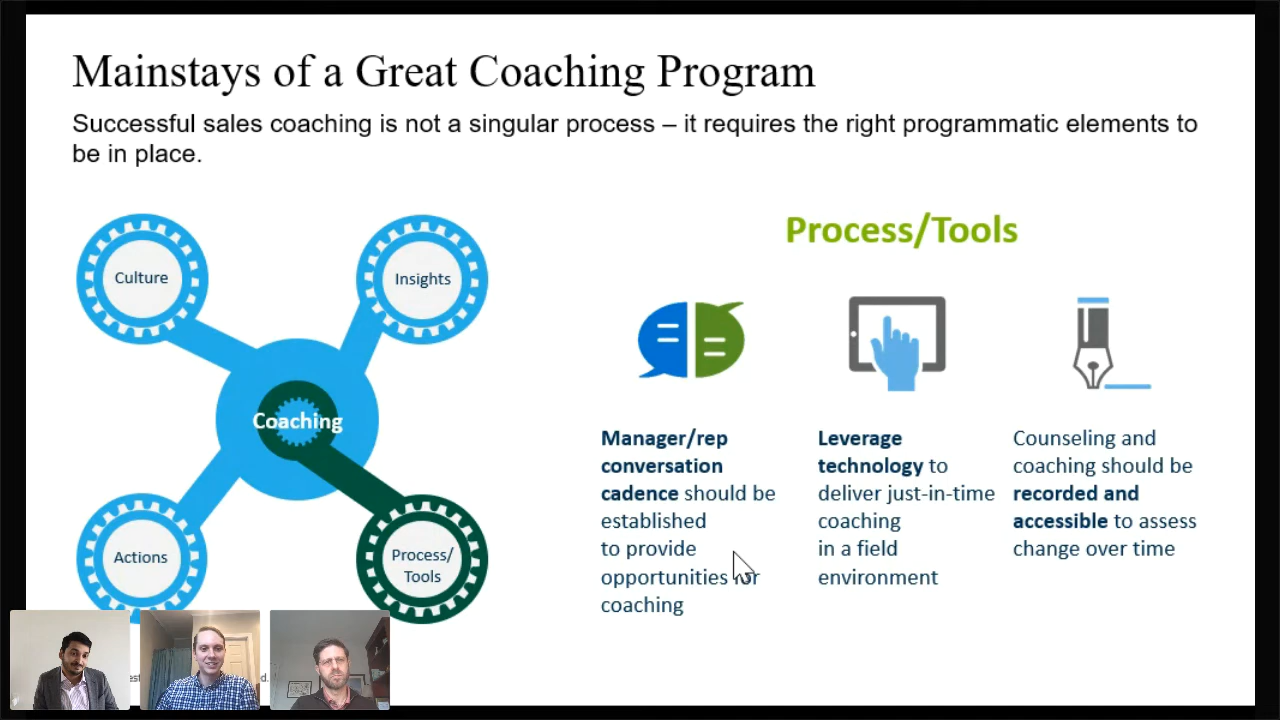 Mainstays of a Great Coaching Program
Successful sales coaching is not a singular process – it requires the right programmatic elements to
be in place.
Culture
Insights
Coaching
Actions
Process/
Tools
Process/Tools
Manager/rep
conversation
cadence should be
established
to provide
opportunities
coaching
Leverage
technology to
deliver just-in-time
coaching
in a field
environment
Counseling and
coaching should be
recorded and
accessible to assess
change over time